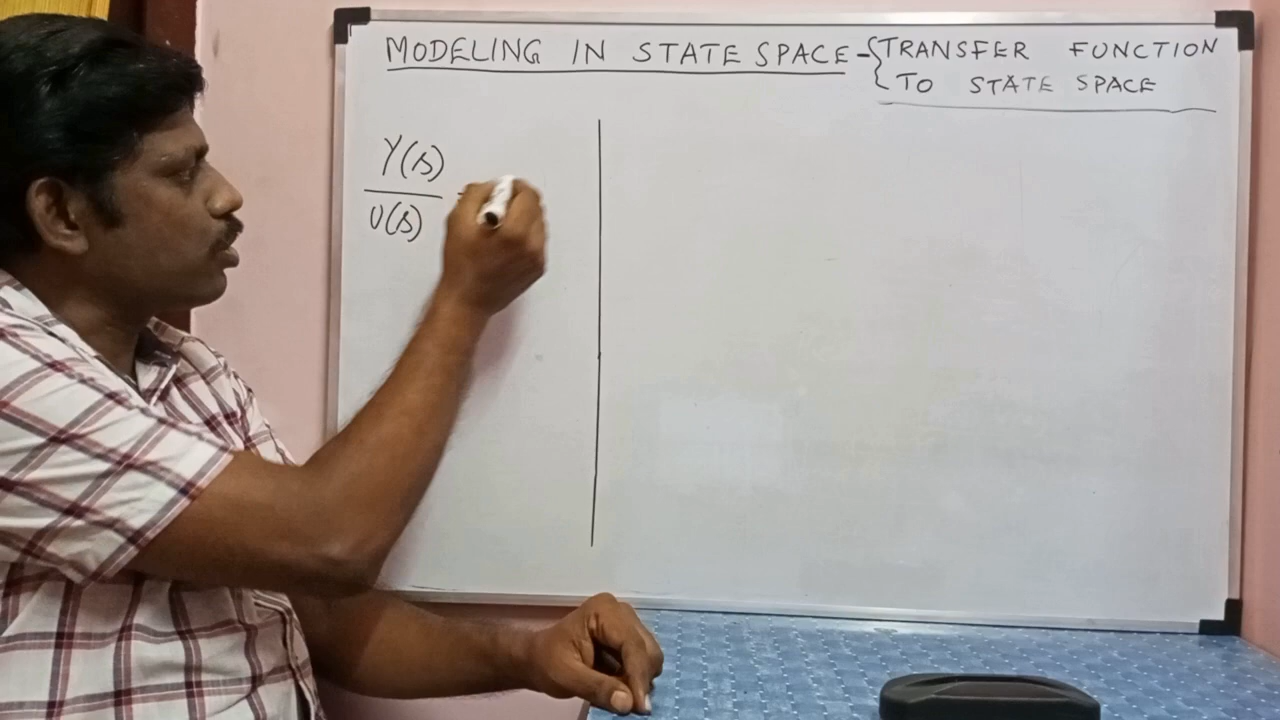 MODELING IN STATE SPACE - { TRANSFER FUNCTION
TO STATE SPACE
Y(s)
U(s)